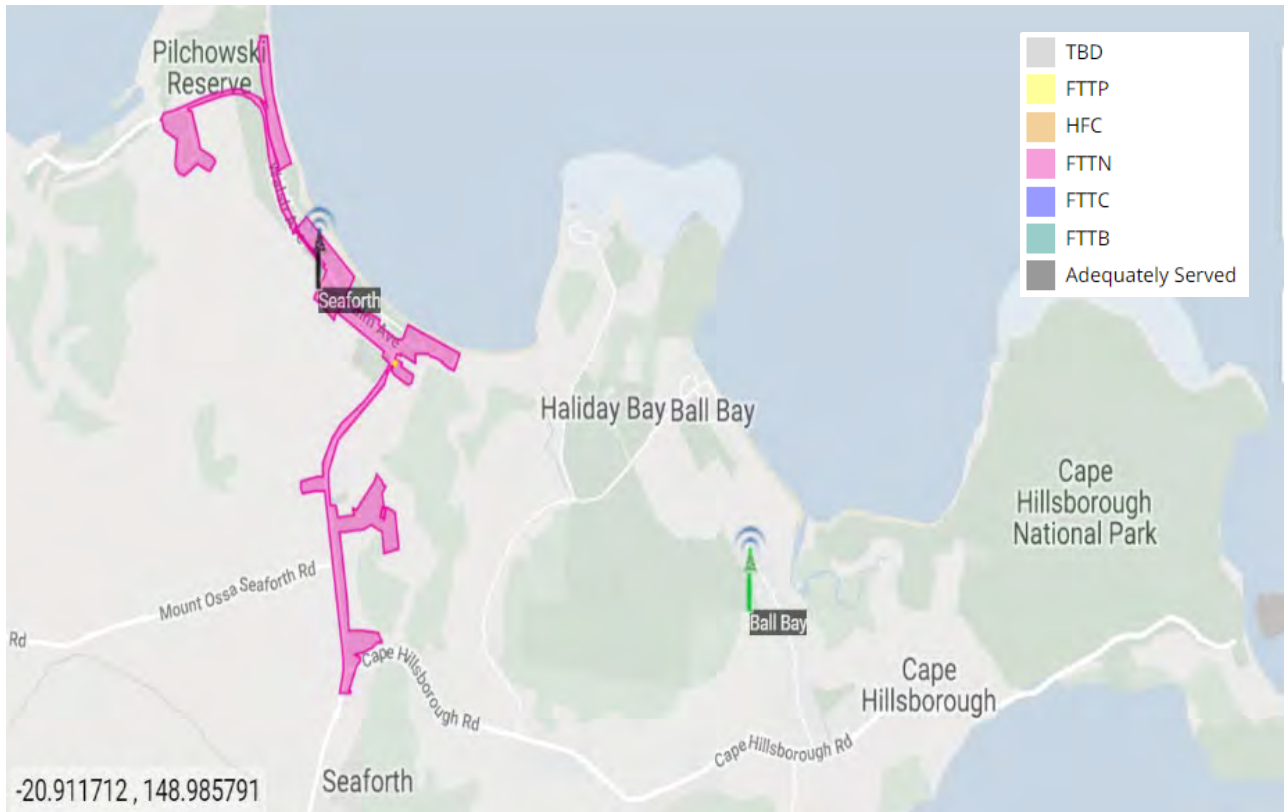 Pilchowski
Reserve
TBD
FTTP
HFC
FTTN
FTTC
FTTB
Adequately Served
Seaforth
Ave
Haliday Bay
Ball Bay
Cape
Hillsborough
National Park
Mount Ossa Seaforth Rd
Rd
Ball Bay
Cape Hillsborough Rd
Cape
Hillsborough
Cape Hillsborough Rd
Seaforth
-20.911712 , 148.985791